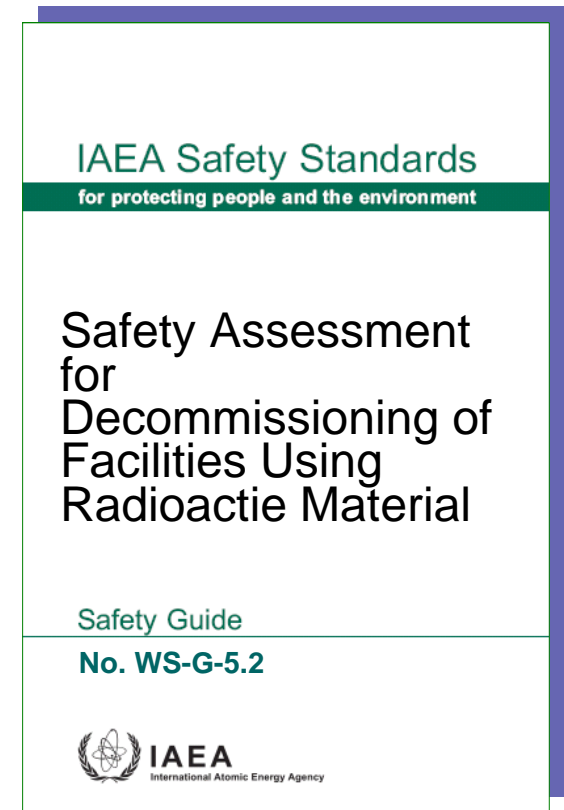 IAEA Safety Standards
for protecting people and the environment
Safety Assessment
for
Decommissioning of
Facilities Using
Radioactie Material
Safety Guide
No. WS-G-5.2
IAEA
International Atomic Energy Agency